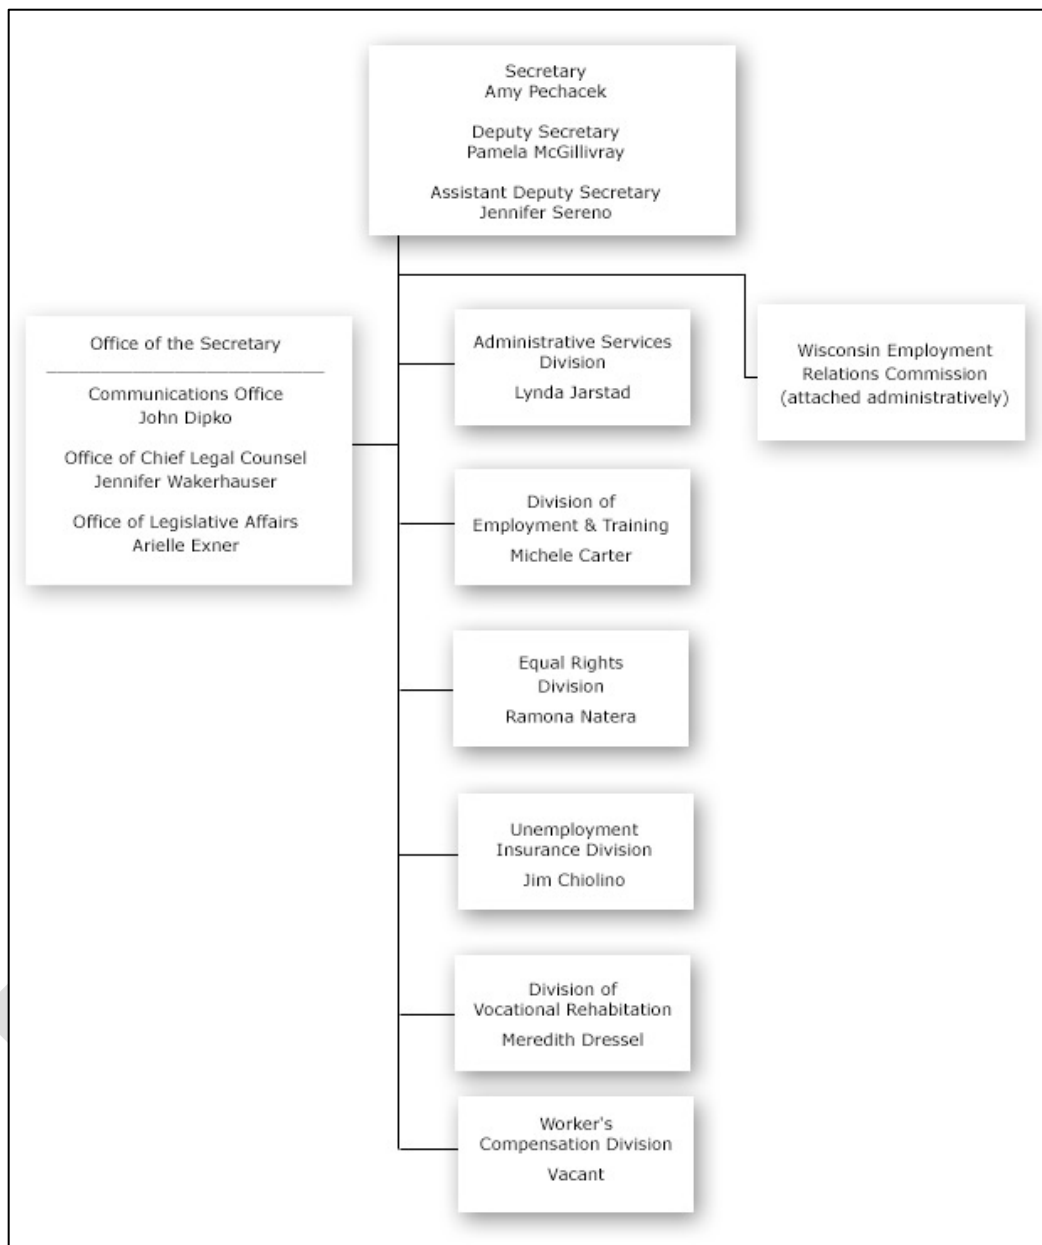 Secretary
Amy Pechacek
Deputy Secretary
Pamela McGillivray
Assistant Deputy Secretary
Jennifer Sereno
Office of the Secretary
Communications Office
John Dipko
Office of Chief Legal Counsel
Jennifer Wakerhauser
Office of Legislative Affairs
Arielle Exner
Administrative Services
Division
Lynda Jarstad
Wisconsin Employment
Relations Commission
(attached administratively)
Division of
Employment & Training
Michele Carter
Equal Rights
Division
Ramona Natera
Unemployment
Insurance Division
Jim Chiolino
Division of
Vocational Rehabitation
Meredith Dressel
Worker's
Compensation Division
Vacant